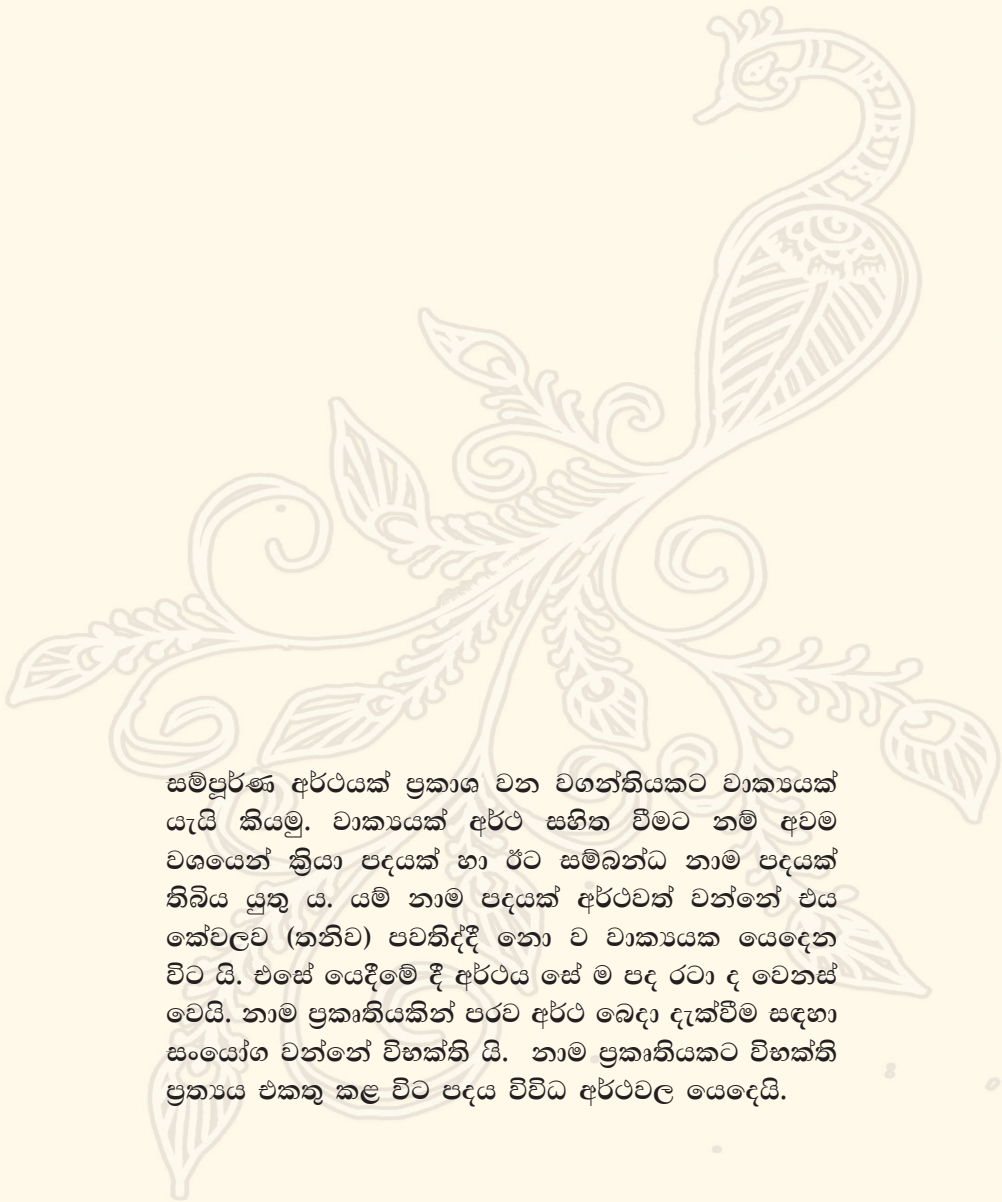 සම්පූර්ණ අර්ථයක් ප්‍රකාශ වන වගන්තියකට වාක්‍යයක්
යැයි කියමු. වාක්‍යයක් අර්ථ සහිත වීමට නම් අවම
වශයෙන් ක්‍රියා පදයක් හා ඊට සම්බන්ධ නාම පදයක්
තිබිය යුතු ය. යම් නාම පදයක් අර්ථවත් වන්නේ එය
කේවලව (තනිව) පවතිද්දී නො ව වාක්‍යයක යෙදෙන
විට යි. එසේ යෙදීමේ දී අර්ථය සේ ම පද රටා ද වෙනස්
වෙයි. නාම ප්‍රකෘතියකින් පරව අර්ථ බෙදා දැක්වීම සඳහා
සංයෝග වන්නේ විභක්ති යි. නාම ප්‍රකෘතියකට විභක්ති
ප්‍රත්‍යය එකතු කළ විට පදය විවිධ අර්ථවල යෙදෙයි.